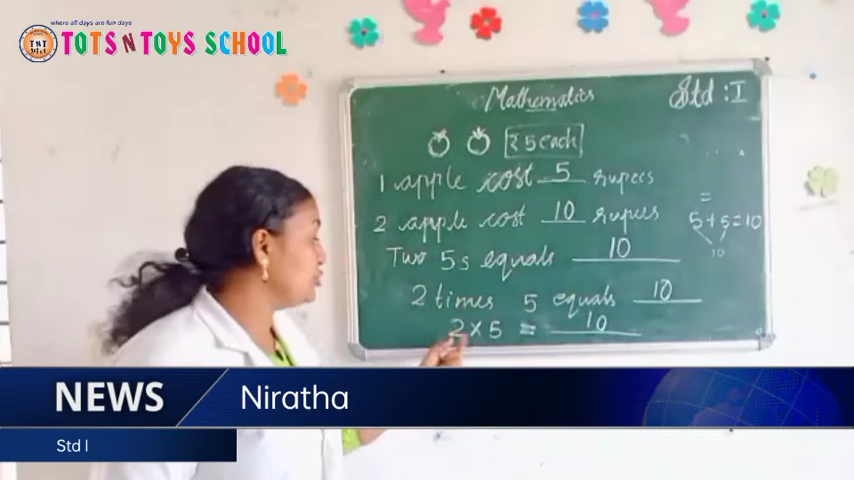 where all days are fun days
TNT
TOTS N TOYS SCHOOL
Mathematics
Std : I
₹ 5 each
1 apple cost 5 rupees
2 apple cost 10 rupees
=
5+5=10
10
Two 5s equals 10
2 times 5 equals 10
2 × 5 = 10
NEWS
Niratha
Std I